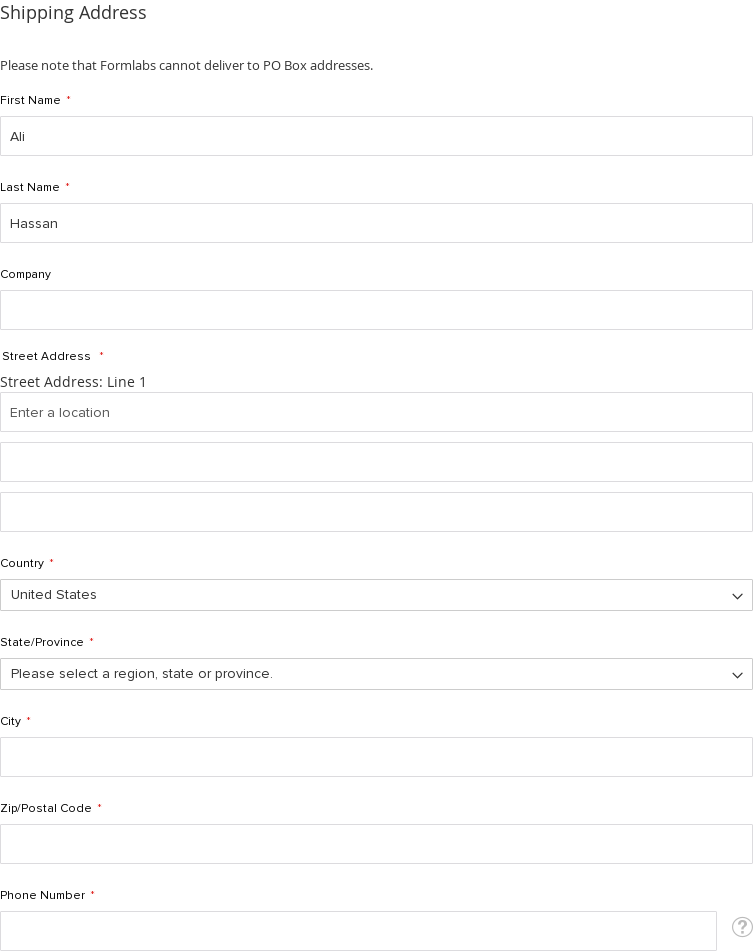 Shipping Address
Please note that Formlabs cannot deliver to PO Box addresses.
First Name *
Ali
Last Name *
Hassan
Company
Street Address *
Street Address: Line 1
Enter a location
Country *
United States
State/Province *
Please select a region, state or province.
City *
Zip/Postal Code *
Phone Number *
?